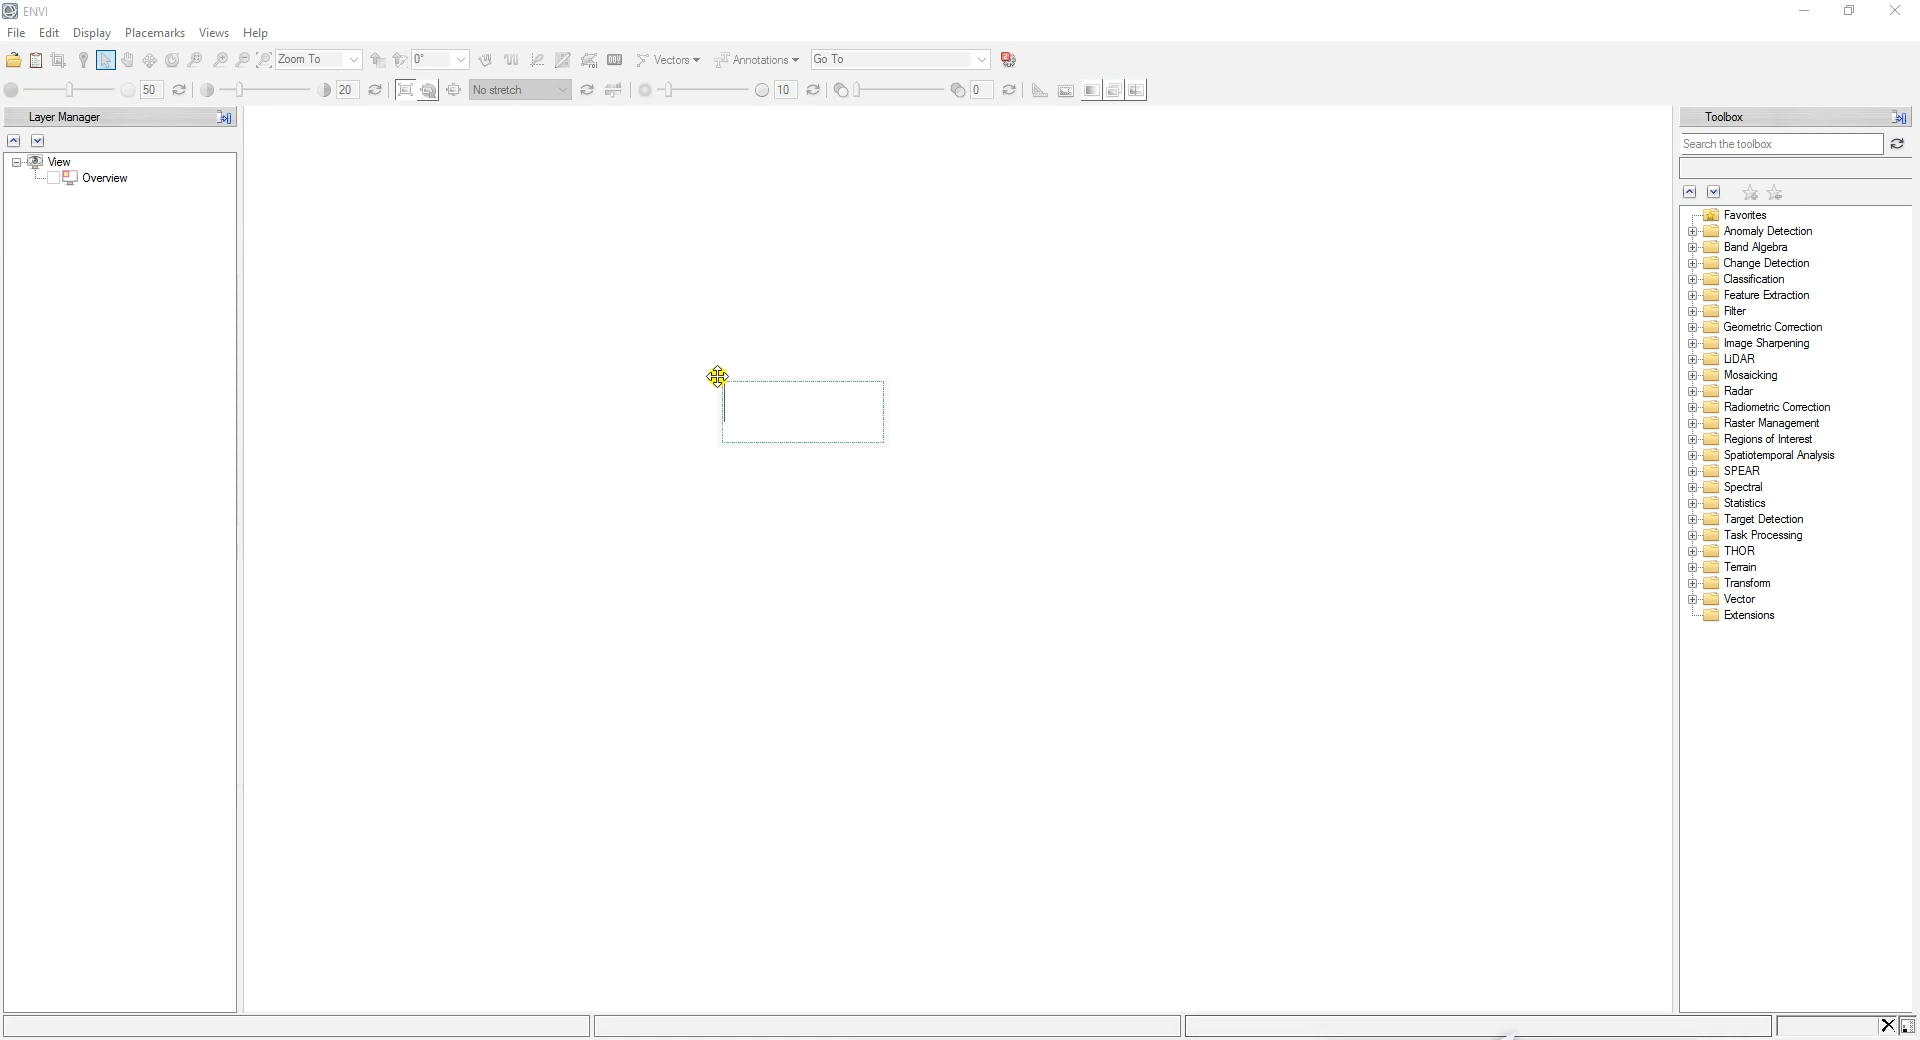 ENVI
File Edit Display Placemarks Views Help
Zoom To 0° Vectors Annotations Go To
50 20 No stretch 10 0
Layer Manager
View
Overview
Toolbox
Search the toolbox
Favorites
Anomaly Detection
Band Algebra
Change Detection
Classification
Feature Extraction
Filter
Geometric Correction
Image Sharpening
LiDAR
Mosaicking
Radar
Radiometric Correction
Raster Management
Regions of Interest
Spatiotemporal Analysis
SPEAR
Spectral
Statistics
Target Detection
Task Processing
THOR
Terrain
Transform
Vector
Extensions